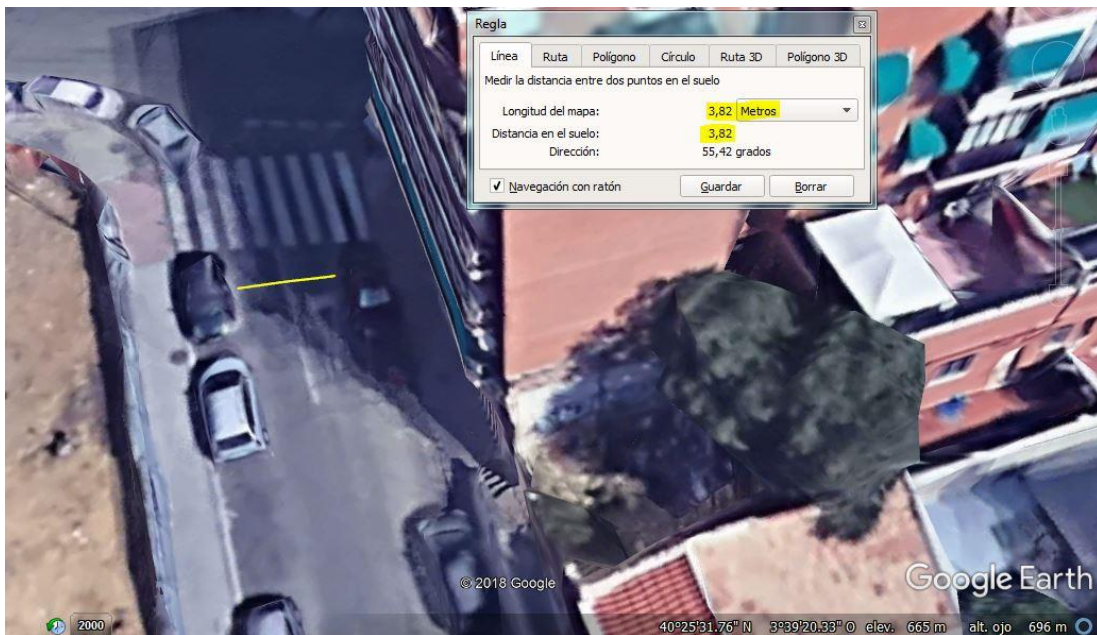 Regla
Línea Ruta Polígono Círculo Ruta 3D Polígono 3D
Medir la distancia entre dos puntos en el suelo
Longitud del mapa: 3,82 Metros
Distancia en el suelo: 3,82
Dirección: 55,42 grados
Navegación con ratón Guardar Borrar
© 2018 Google
Google Earth
2000 40°25'31.76" N 3°39'20.33" O elev. 665 m alt. ojo 696 m